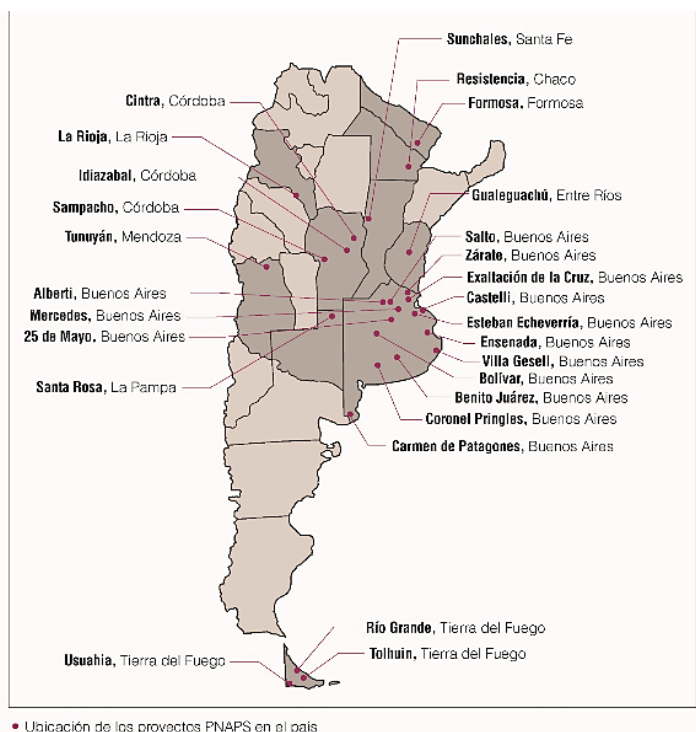 Sunchales, Santa Fe
Resistencia, Chaco
Formosa, Formosa
Cintra, Córdoba
La Rioja, La Rioja
Idiazabal, Córdoba
Sampacho, Córdoba
Tunuyán, Mendoza
Gualeguachú, Entre Ríos
Salto, Buenos Aires
Zárate, Buenos Aires
Exaltación de la Cruz, Buenos Aires
Castelli, Buenos Aires
Esteban Echeverría, Buenos Aires
Ensenada, Buenos Aires
Villa Gesell, Buenos Aires
Bolívar, Buenos Aires
Benito Juárez, Buenos Aires
Coronel Pringles, Buenos Aires
Carmen de Patagones, Buenos Aires
Alberti, Buenos Aires
Mercedes, Buenos Aires
25 de Mayo, Buenos Aires
Santa Rosa, La Pampa
Río Grande, Tierra del Fuego
Tolhuin, Tierra del Fuego
Usuahia, Tierra del Fuego
Ubicación de los proyectos PNAPS en el país